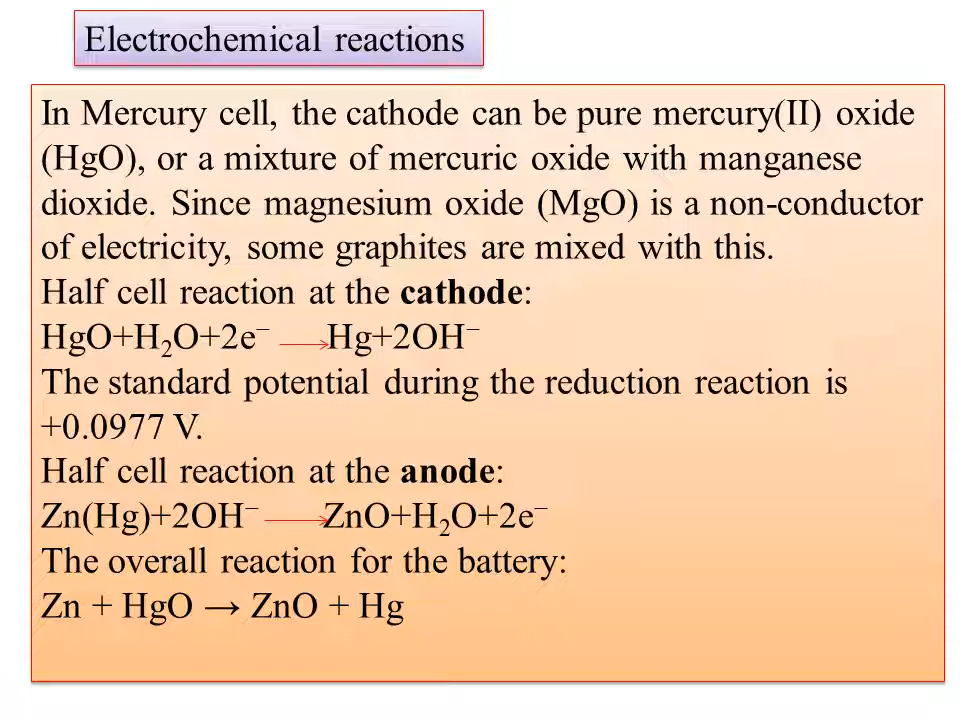 Electrochemical reactions
In Mercury cell, the cathode can be pure mercury(II) oxide
(HgO), or a mixture of mercuric oxide with manganese
dioxide. Since magnesium oxide (MgO) is a non-conductor
of electricity, some graphites are mixed with this.
Half cell reaction at the cathode:
HgO+H₂O+2e⁻ ⟶ Hg+2OH⁻
The standard potential during the reduction reaction is
+0.0977 V.
Half cell reaction at the anode:
Zn(Hg)+2OH⁻ ⟶ ZnO+H₂O+2e⁻
The overall reaction for the battery:
Zn + HgO → ZnO + Hg